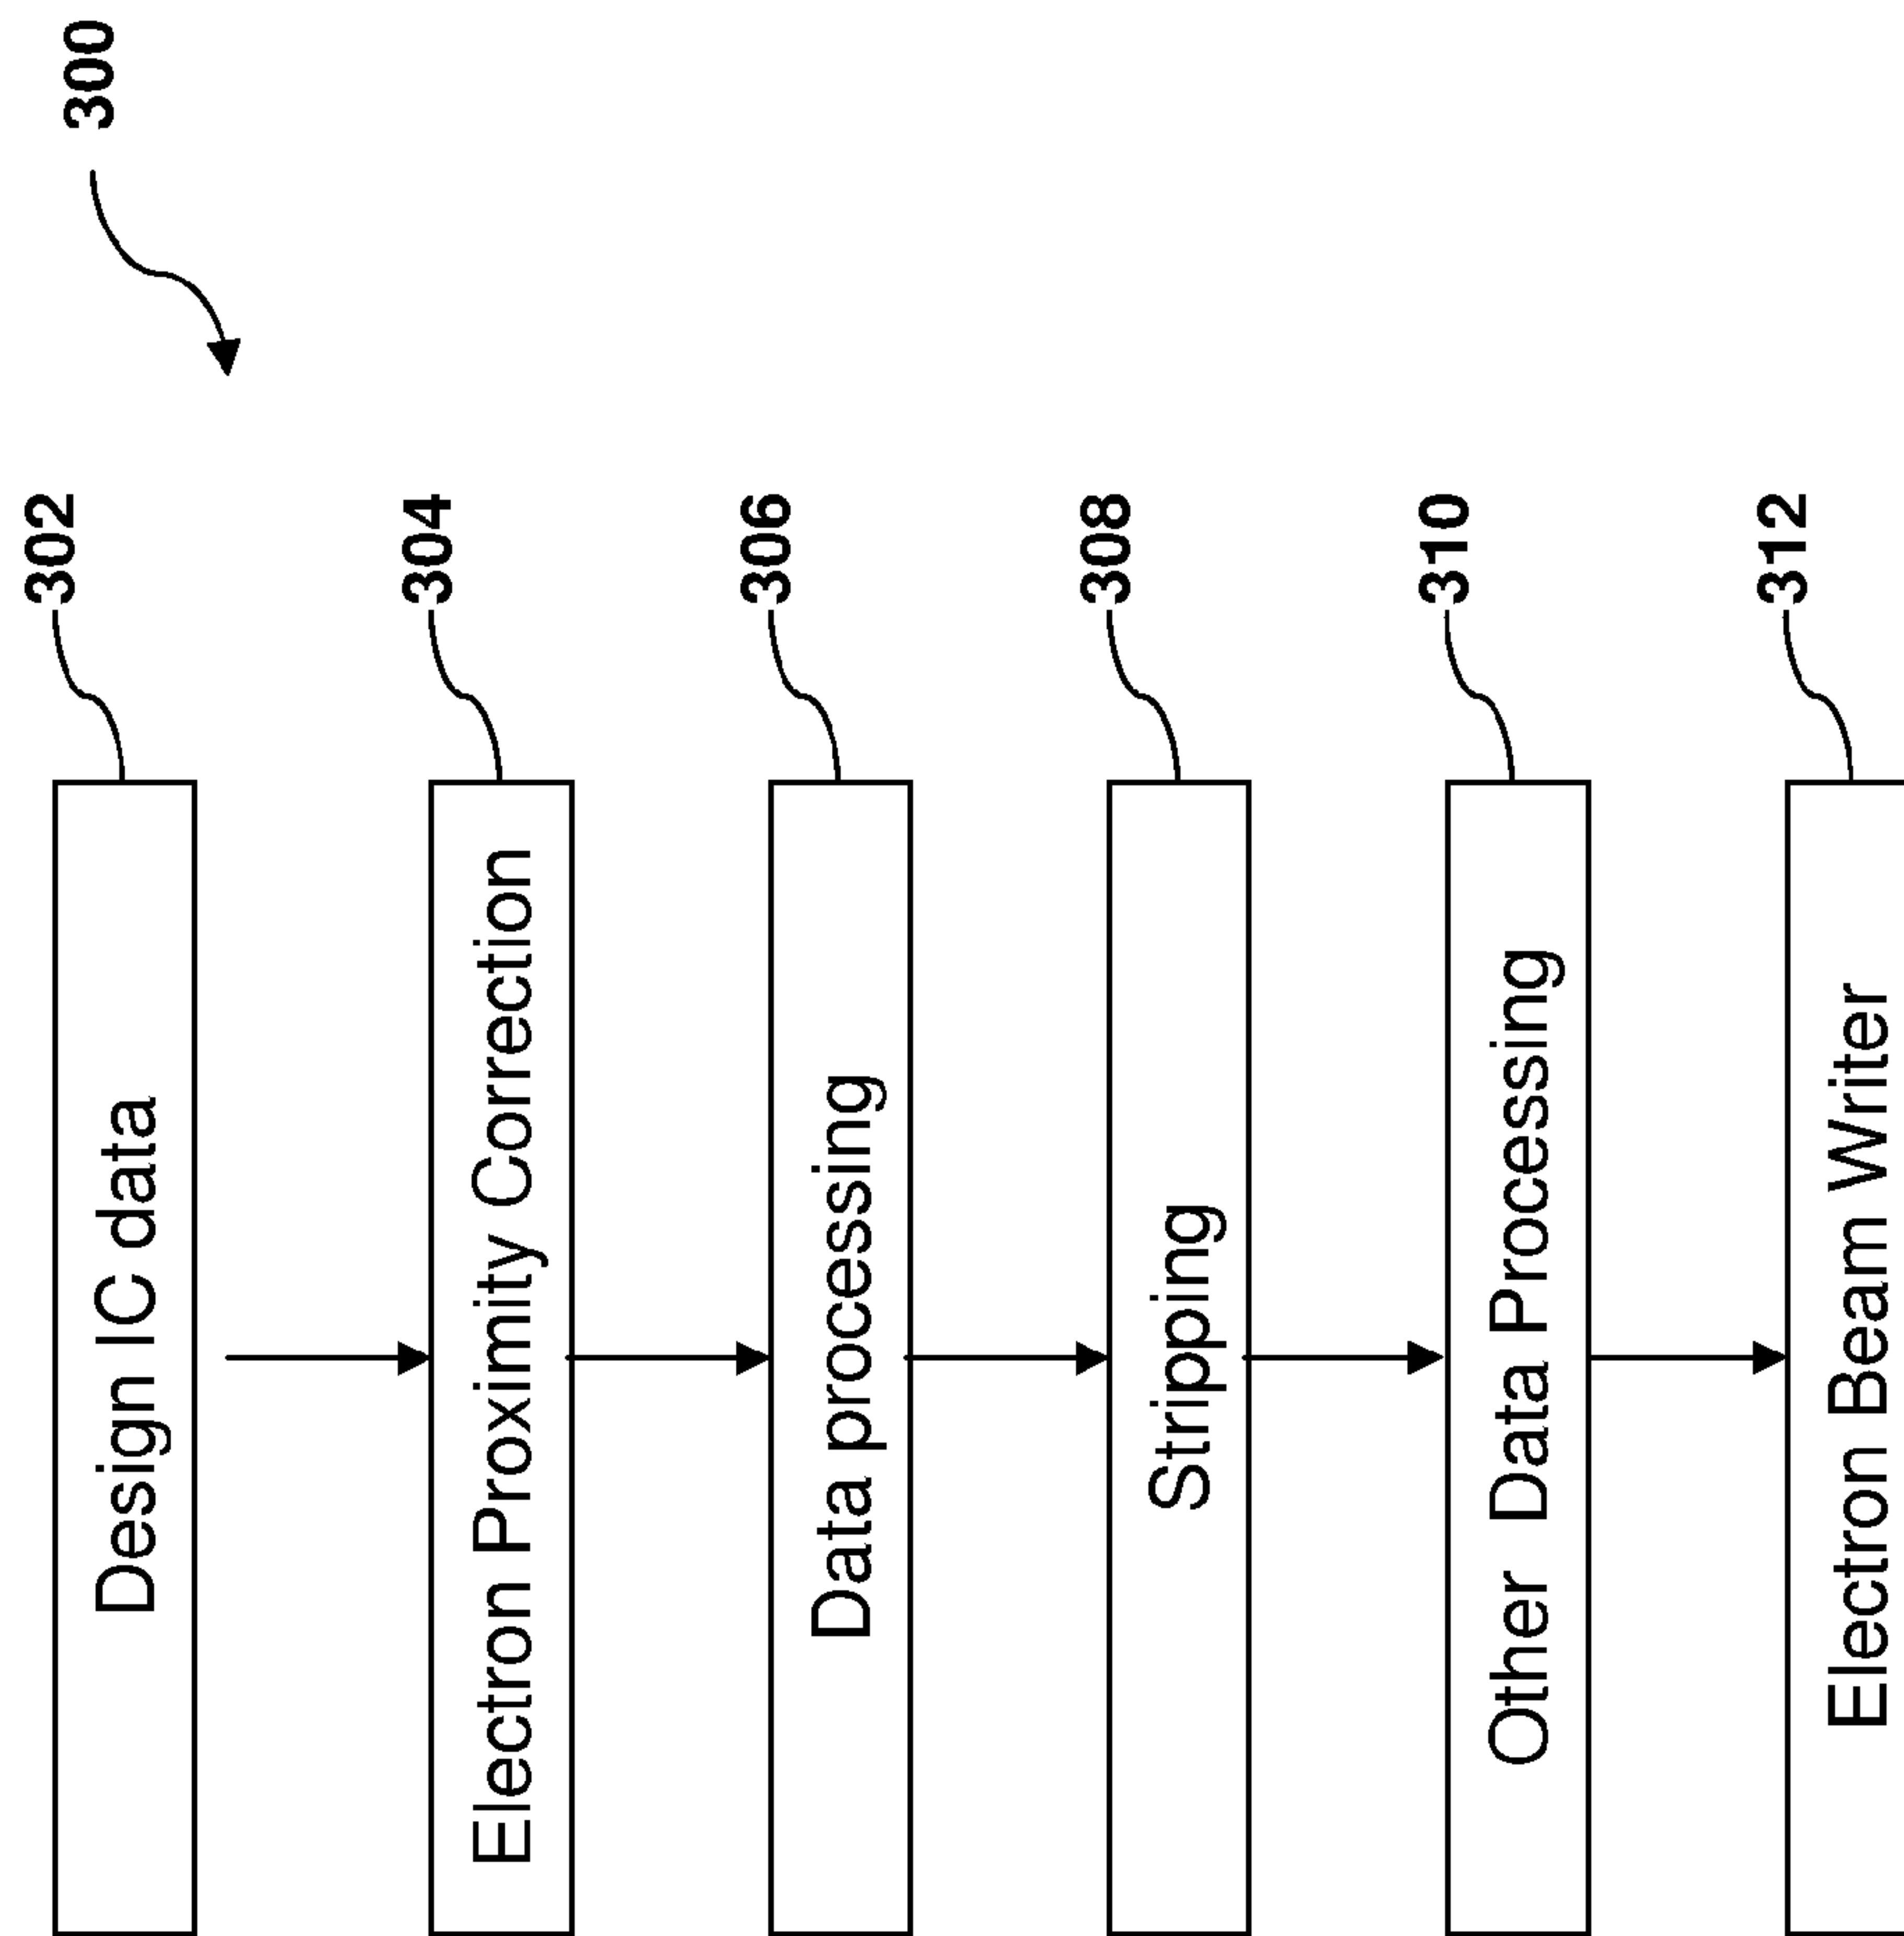 300
302
Design IC data
304
Electron Proximity Correction
306
Data processing
308
Stripping
310
Other Data Processing
312
Electron Beam Writer